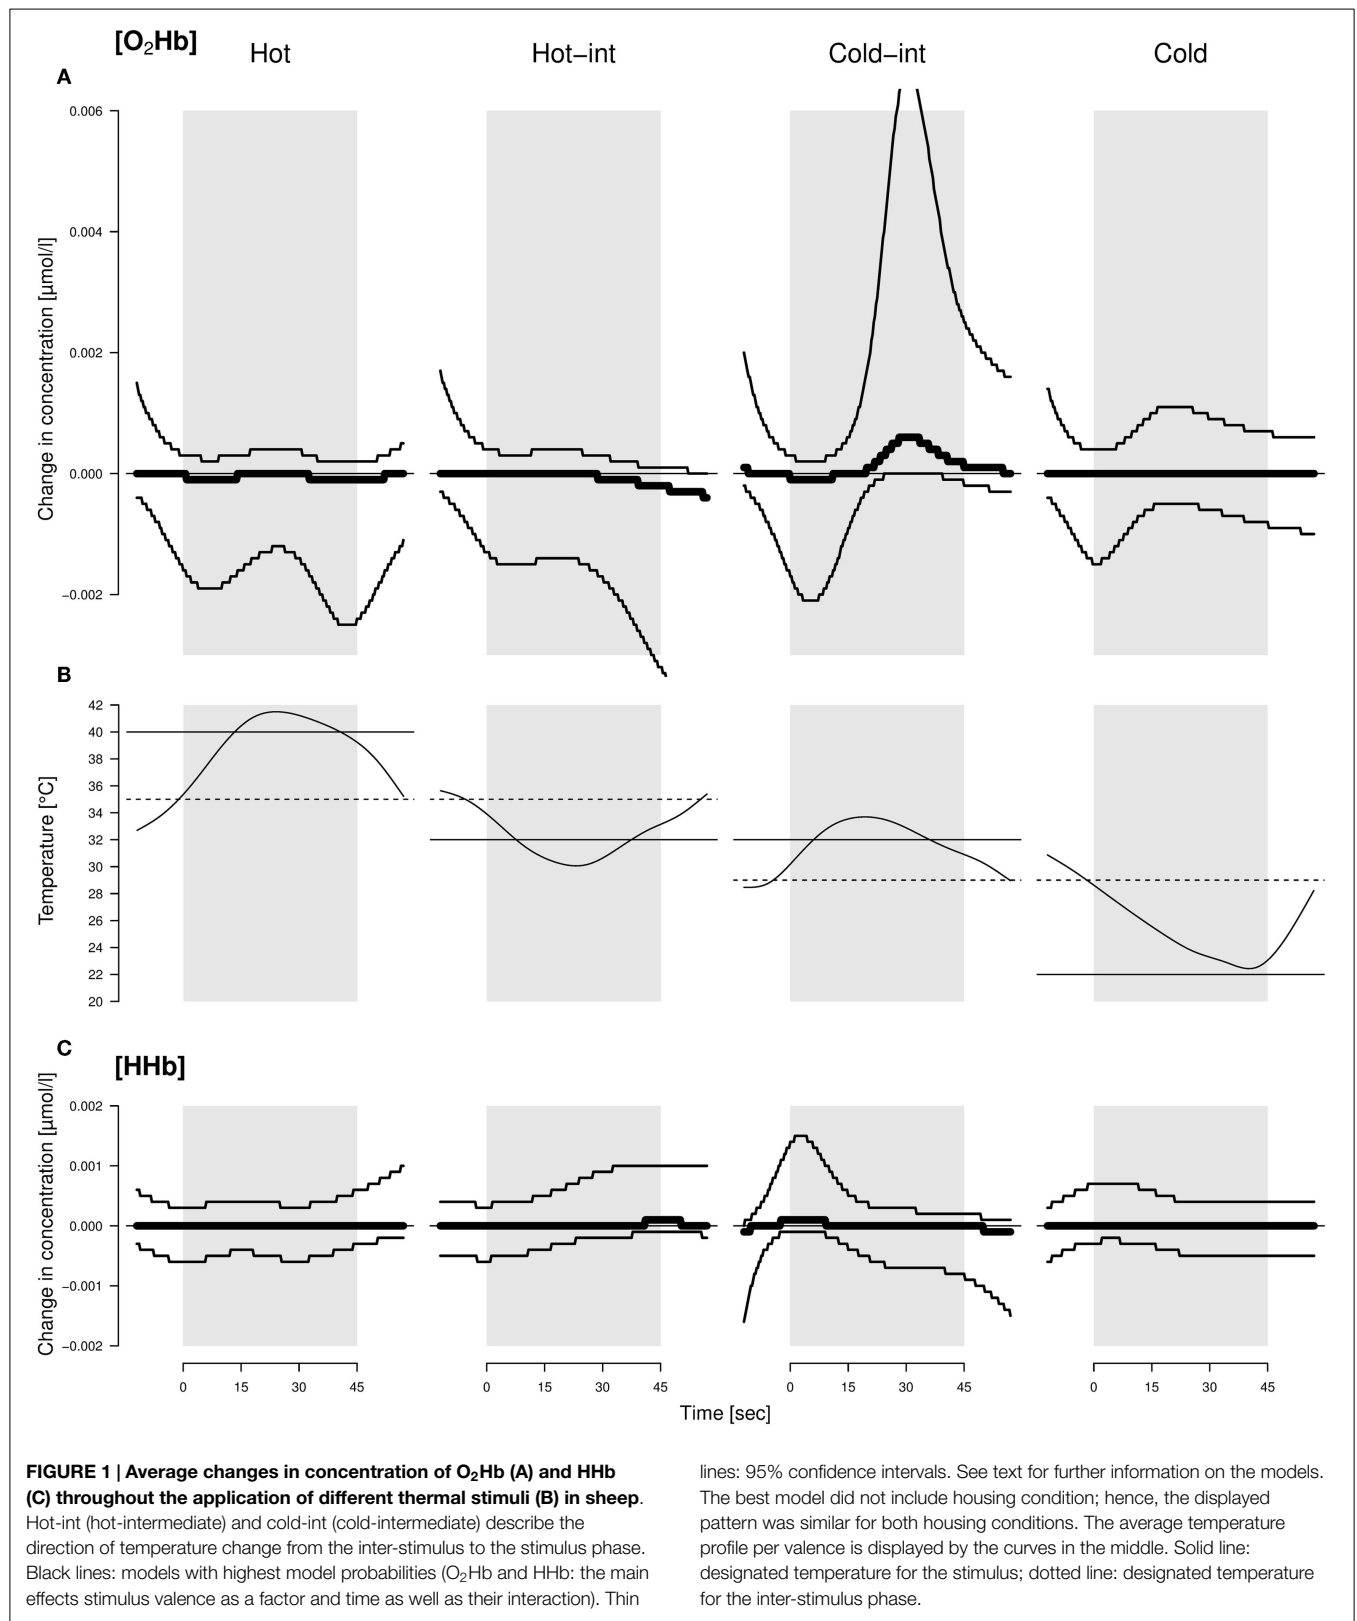 [O₂Hb]
Hot
Hot–int
Cold–int
Cold
A
Change in concentration [µmol/l]
0.006
0.004
0.002
0.000
−0.002
B
Temperature [°C]
42
40
38
36
34
32
30
28
26
24
22
20
C
[HHb]
Change in concentration [µmol/l]
0.002
0.001
0.000
−0.001
−0.002
0 15 30 45
0 15 30 45
0 15 30 45
0 15 30 45
Time [sec]
FIGURE 1 | Average changes in concentration of O₂Hb (A) and HHb
(C) throughout the application of different thermal stimuli (B) in sheep.
Hot-int (hot-intermediate) and cold-int (cold-intermediate) describe the
direction of temperature change from the inter-stimulus to the stimulus phase.
Black lines: models with highest model probabilities (O₂Hb and HHb: the main
effects stimulus valence as a factor and time as well as their interaction). Thin
lines: 95% confidence intervals. See text for further information on the models.
The best model did not include housing condition; hence, the displayed
pattern was similar for both housing conditions. The average temperature
profile per valence is displayed by the curves in the middle. Solid line:
designated temperature for the stimulus; dotted line: designated temperature
for the inter-stimulus phase.